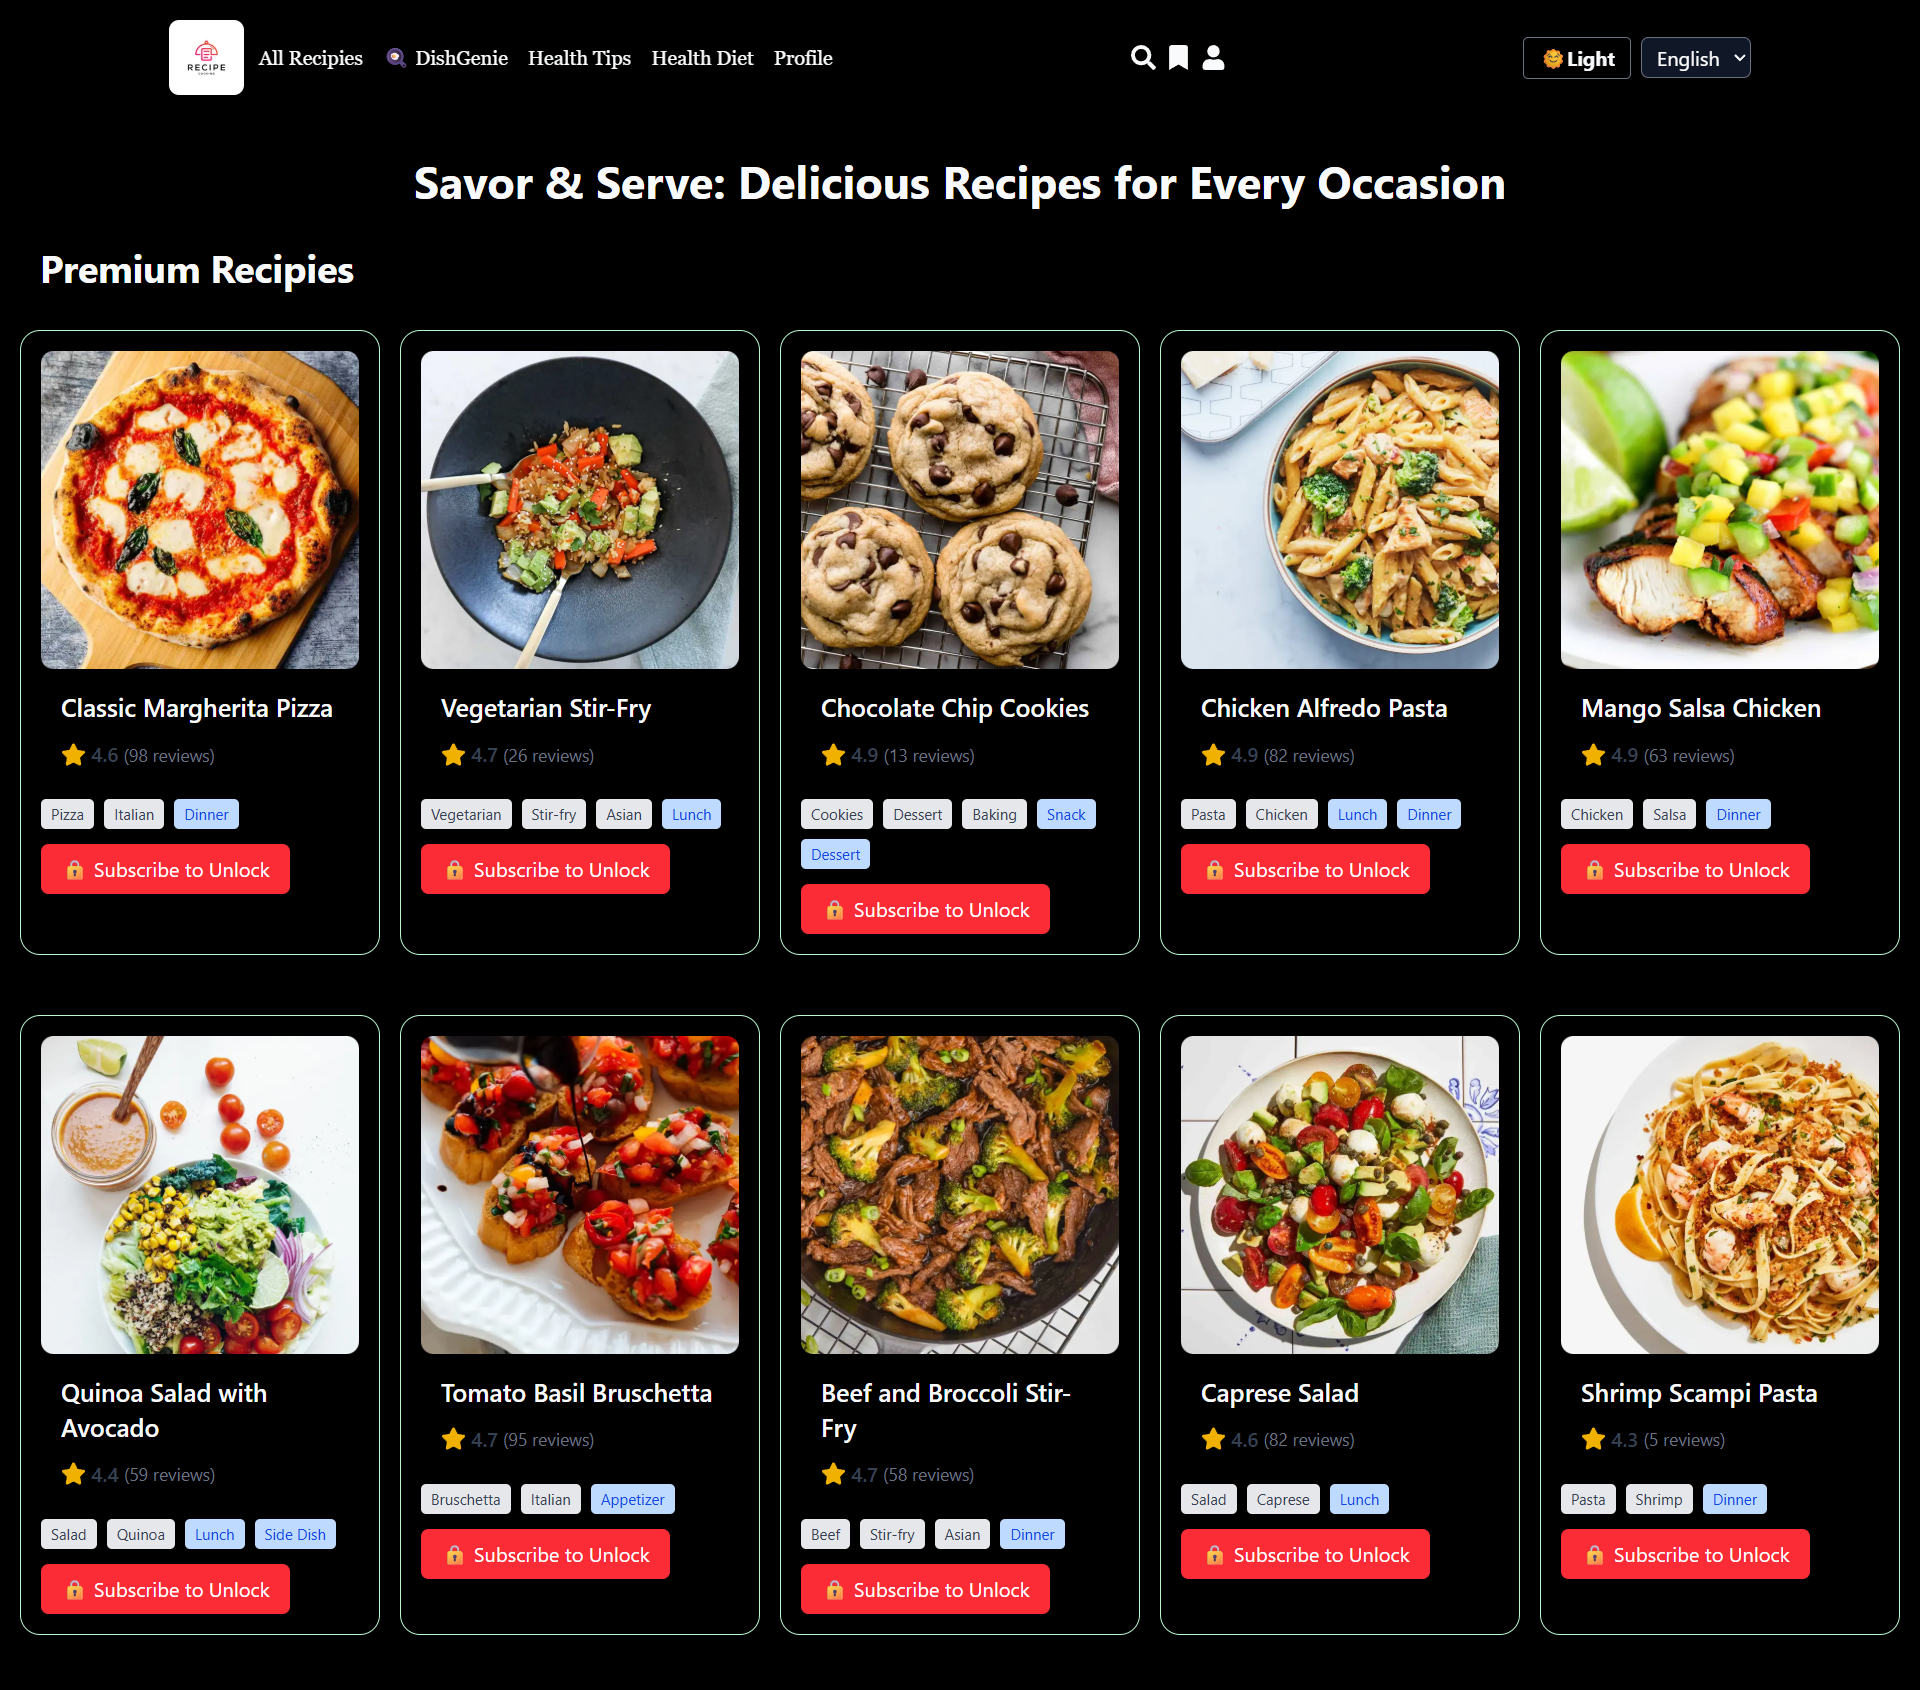 RECIPE
COOKING
All Recipies
DishGenie
Health Tips
Health Diet
Profile
🌞Light
English
Savor & Serve: Delicious Recipes for Every Occasion
Premium Recipies
Classic Margherita Pizza
4.6 (98 reviews)
Pizza Italian Dinner
🔒 Subscribe to Unlock
Vegetarian Stir-Fry
4.7 (26 reviews)
Vegetarian Stir-fry Asian Lunch
🔒 Subscribe to Unlock
Chocolate Chip Cookies
4.9 (13 reviews)
Cookies Dessert Baking Snack
Dessert
🔒 Subscribe to Unlock
Chicken Alfredo Pasta
4.9 (82 reviews)
Pasta Chicken Lunch Dinner
🔒 Subscribe to Unlock
Mango Salsa Chicken
4.9 (63 reviews)
Chicken Salsa Dinner
🔒 Subscribe to Unlock
Quinoa Salad with
Avocado
4.4 (59 reviews)
Salad Quinoa Lunch Side Dish
🔒 Subscribe to Unlock
Tomato Basil Bruschetta
4.7 (95 reviews)
Bruschetta Italian Appetizer
🔒 Subscribe to Unlock
Beef and Broccoli Stir-
Fry
4.7 (58 reviews)
Beef Stir-fry Asian Dinner
🔒 Subscribe to Unlock
Caprese Salad
4.6 (82 reviews)
Salad Caprese Lunch
🔒 Subscribe to Unlock
Shrimp Scampi Pasta
4.3 (5 reviews)
Pasta Shrimp Dinner
🔒 Subscribe to Unlock